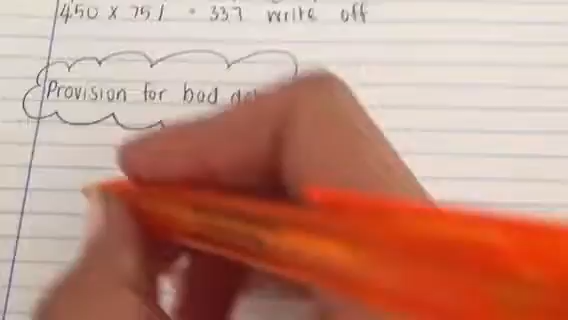 450 x 75% = 337 write off
Provision for bad